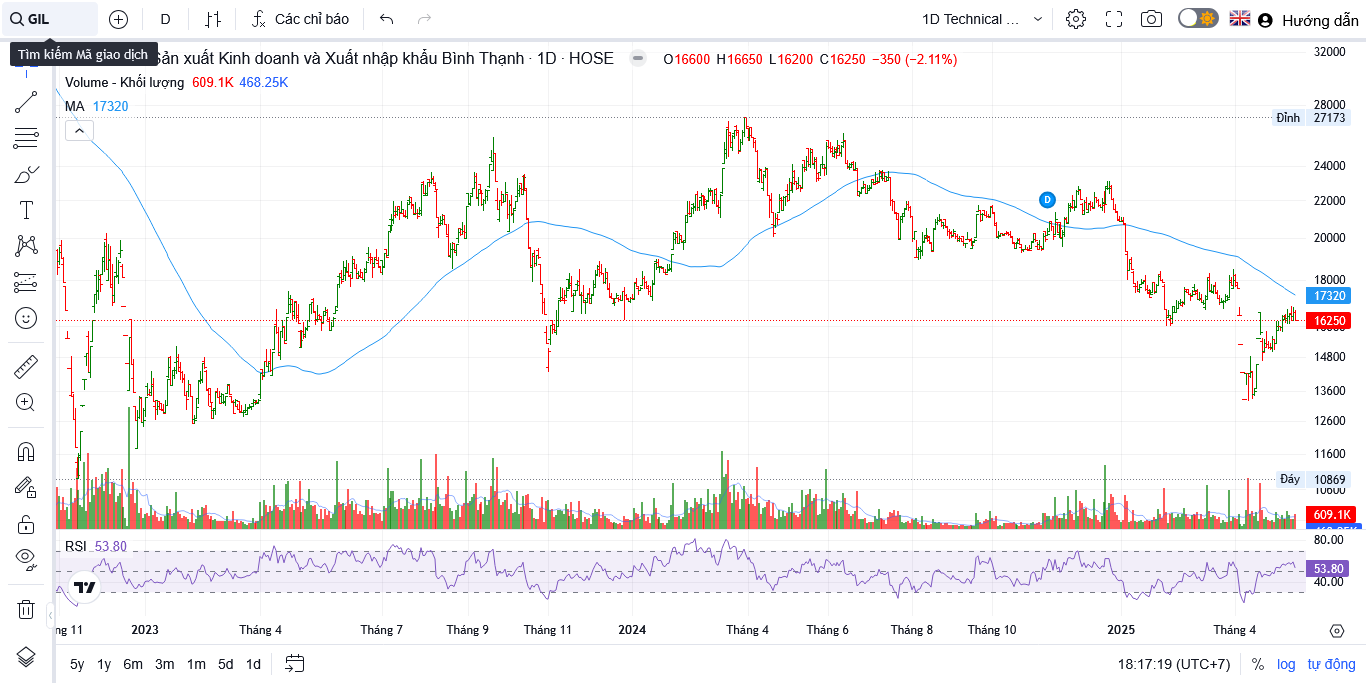 GIL D Các chỉ báo 1D Technical ... Hướng dẫn
Tìm kiếm Mã giao dịch
Sản xuất Kinh doanh và Xuất nhập khẩu Bình Thạnh · 1D · HOSE O16600 H16650 L16200 C16250 −350 (−2.11%)
Volume - Khối lượng 609.1K 468.25K
MA 17320
32000
28000
Đỉnh 27173
24000
22000
20000
18000
17320
16250
14800
13600
12600
11600
Đáy 10869
10000
609.1K
RSI 53.80
80.00
53.80
40.00
ng 11 2023 Tháng 4 Tháng 7 Tháng 9 Tháng 11 2024 Tháng 4 Tháng 6 Tháng 8 Tháng 10 2025 Tháng 4
5y 1y 6m 3m 1m 5d 1d 18:17:19 (UTC+7) % log tự động